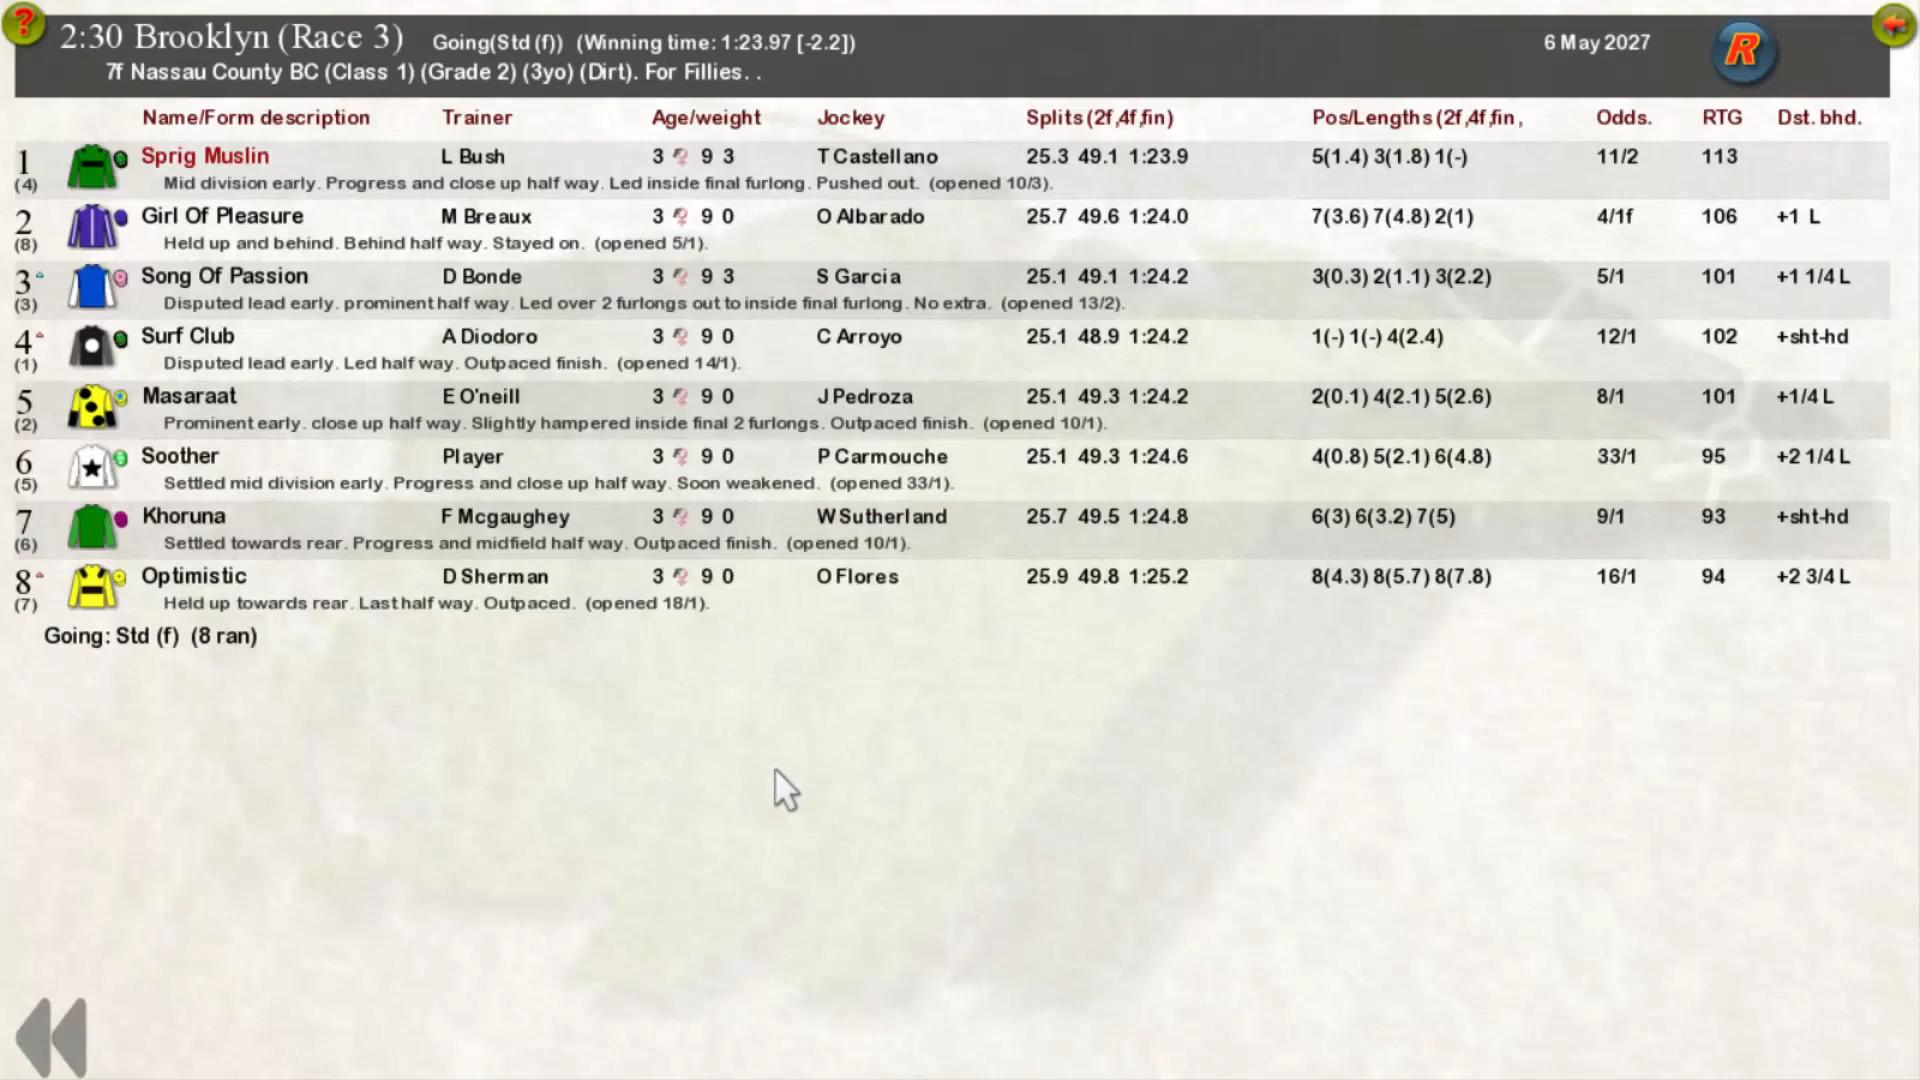 ?
2:30 Brooklyn (Race 3) Going(Std (f)) (Winning time: 1:23.97 [-2.2]) 6 May 2027 R
7f Nassau County BC (Class 1) (Grade 2) (3yo) (Dirt). For Fillies. .
Name/Form description Trainer Age/weight Jockey Splits (2f,4f,fin) Pos/Lengths (2f,4f,fin, Odds. RTG Dst. bhd.
1 Sprig Muslin L Bush 3 9 3 T Castellano 25.3 49.1 1:23.9 5(1.4) 3(1.8) 1(-) 11/2 113
(4) Mid division early. Progress and close up half way. Led inside final furlong. Pushed out. (opened 10/3).
2 Girl Of Pleasure M Breaux 3 9 0 O Albarado 25.7 49.6 1:24.0 7(3.6) 7(4.8) 2(1) 4/1f 106 +1 L
(8) Held up and behind. Behind half way. Stayed on. (opened 5/1).
3 Song Of Passion D Bonde 3 9 3 S Garcia 25.1 49.1 1:24.2 3(0.3) 2(1.1) 3(2.2) 5/1 101 +1 1/4 L
(3) Disputed lead early. prominent half way. Led over 2 furlongs out to inside final furlong. No extra. (opened 13/2).
4 Surf Club A Diodoro 3 9 0 C Arroyo 25.1 48.9 1:24.2 1(-) 1(-) 4(2.4) 12/1 102 +sht-hd
(1) Disputed lead early. Led half way. Outpaced finish. (opened 14/1).
5 Masaraat E O'neill 3 9 0 J Pedroza 25.1 49.3 1:24.2 2(0.1) 4(2.1) 5(2.6) 8/1 101 +1/4 L
(2) Prominent early. close up half way. Slightly hampered inside final 2 furlongs. Outpaced finish. (opened 10/1).
6 Soother Player 3 9 0 P Carmouche 25.1 49.3 1:24.6 4(0.8) 5(2.1) 6(4.8) 33/1 95 +2 1/4 L
(5) Settled mid division early. Progress and close up half way. Soon weakened. (opened 33/1).
7 Khoruna F Mcgaughey 3 9 0 W Sutherland 25.7 49.5 1:24.8 6(3) 6(3.2) 7(5) 9/1 93 +sht-hd
(6) Settled towards rear. Progress and midfield half way. Outpaced finish. (opened 10/1).
8 Optimistic D Sherman 3 9 0 O Flores 25.9 49.8 1:25.2 8(4.3) 8(5.7) 8(7.8) 16/1 94 +2 3/4 L
(7) Held up towards rear. Last half way. Outpaced. (opened 18/1).
Going: Std (f) (8 ran)